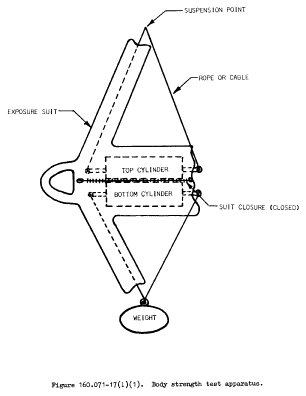 SUSPENSION POINT
ROPE OR CABLE
EXPOSURE SUIT
TOP CYLINDER
BOTTOM CYLINDER
SUIT CLOSURE (CLOSED)
WEIGHT
Figure 160.071-17(i)(1). Body strength test apparatus.